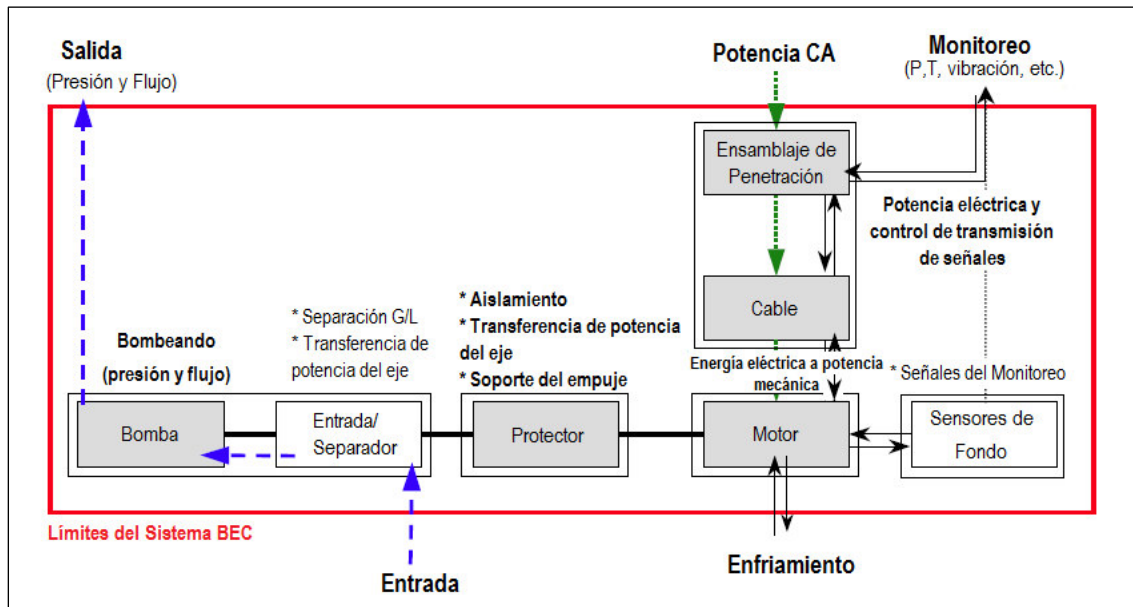 Salida
(Presión y Flujo)
Potencia CA
Monitoreo
(P,T, vibración, etc.)
Ensamblaje de
Penetración
Potencia eléctrica y
control de transmisión
de señales
Cable
* Separación G/L
* Transferencia de
potencia del eje
* Aislamiento
* Transferencia de potencia
del eje
* Soporte del empuje
Bombeando
(presión y flujo)
Energía eléctrica a potencia
mecánica
* Señales del Monitoreo
Bomba
Entrada/
Separador
Protector
Motor
Sensores de
Fondo
Límites del Sistema BEC
Entrada
Enfriamiento